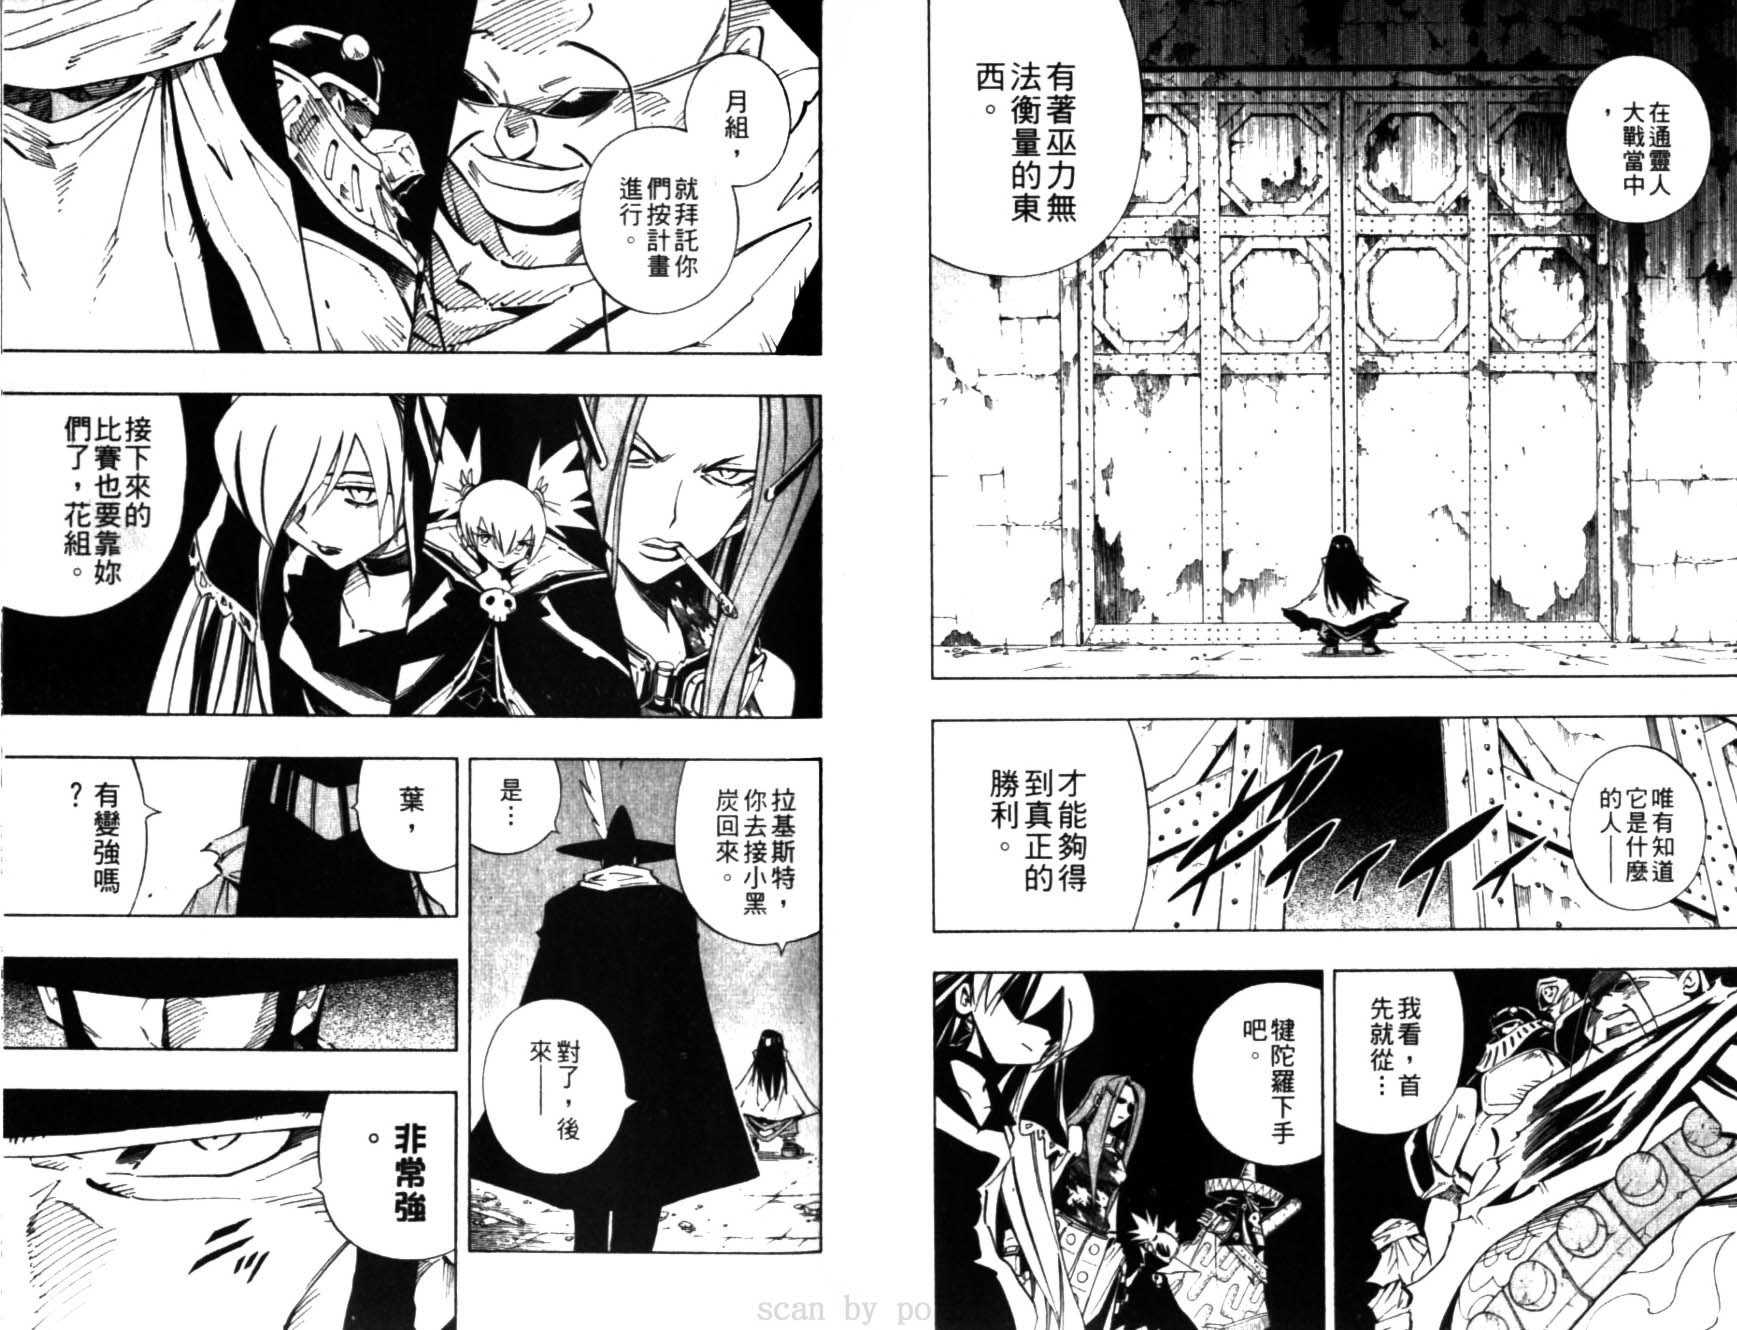 在通靈人
大戰當中
，
有著巫力無
法衡量的東
西。
唯有知道
它是什麼
的人——
才能夠得
到真正的
勝利。
我看，首
先就從…
犍陀羅下手
吧。
月組，
就拜託你
們按計畫
進行。
接下來的
比賽也要靠妳
們了，花組。
拉基斯特，
你去接小黑
炭回來。
是…
對了，後
來——
葉，
有變強嗎
？
非常強
。